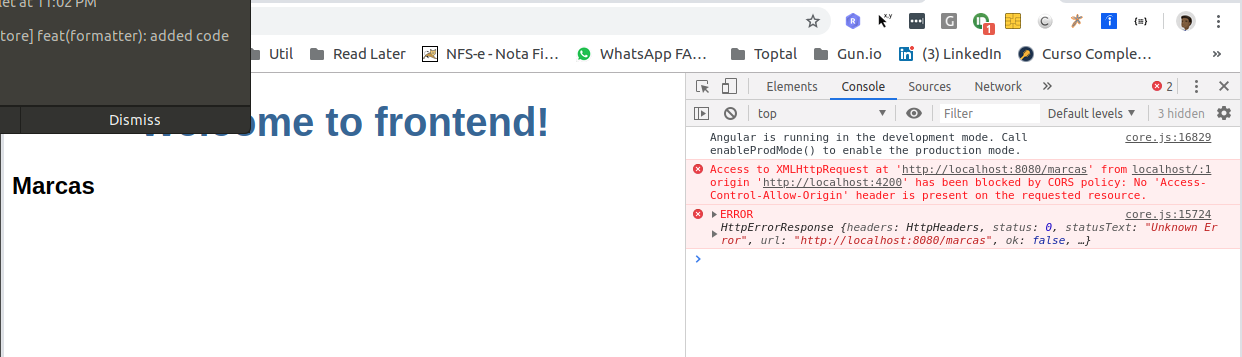 let at 11:02 PM
tore] feat(formatter): added code
Dismiss
x,y
G
1
C
{=}
Util
Read Later
NFS-e - Nota Fi…
WhatsApp FA…
Toptal
Gun.io
(3) LinkedIn
Curso Comple…
»
Welcome to frontend!
Marcas
Elements
Console
Sources
Network
»
2
top
Filter
Default levels
3 hidden
Angular is running in the development mode. Call core.js:16829
enableProdMode() to enable the production mode.
Access to XMLHttpRequest at 'http://localhost:8080/marcas' from localhost/:1
origin 'http://localhost:4200' has been blocked by CORS policy: No 'Access-
Control-Allow-Origin' header is present on the requested resource.
ERROR core.js:15724
HttpErrorResponse {headers: HttpHeaders, status: 0, statusText: "Unknown Er
ror", url: "http://localhost:8080/marcas", ok: false, …}